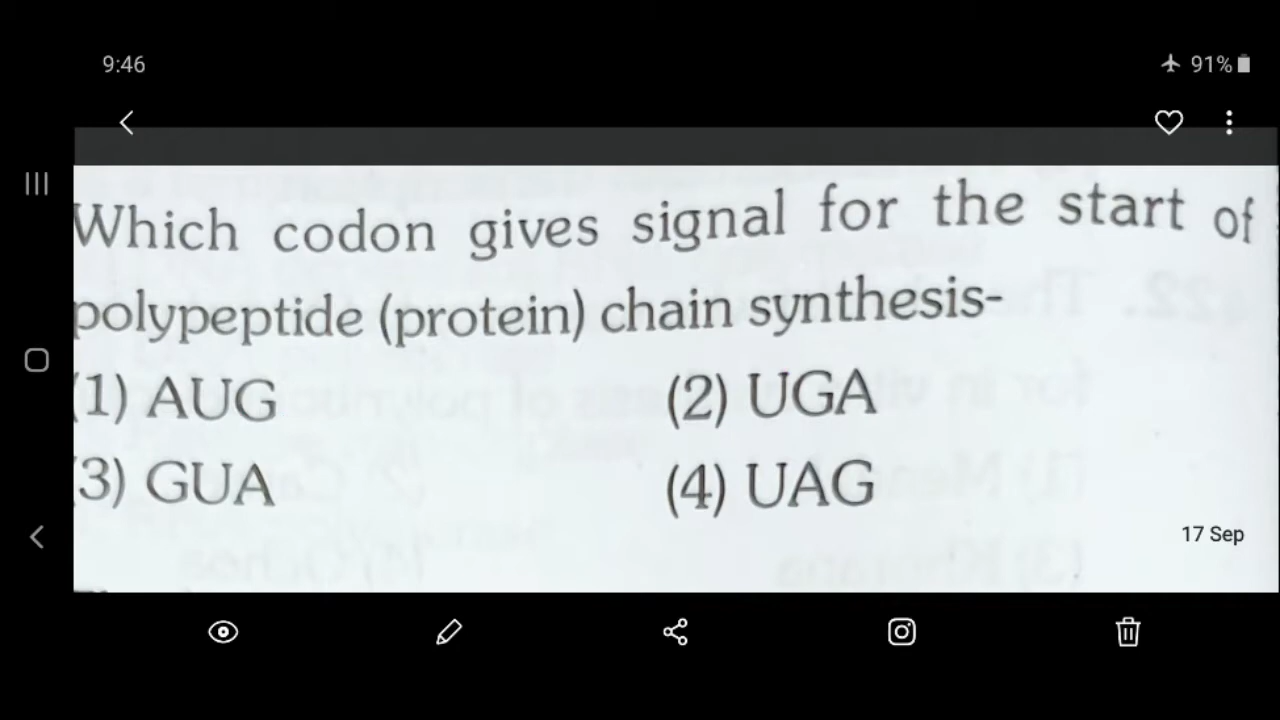 9:46
91%
Which codon gives signal for the start of
polypeptide (protein) chain synthesis-
(1) AUG (2) UGA
(3) GUA (4) UAG
17 Sep